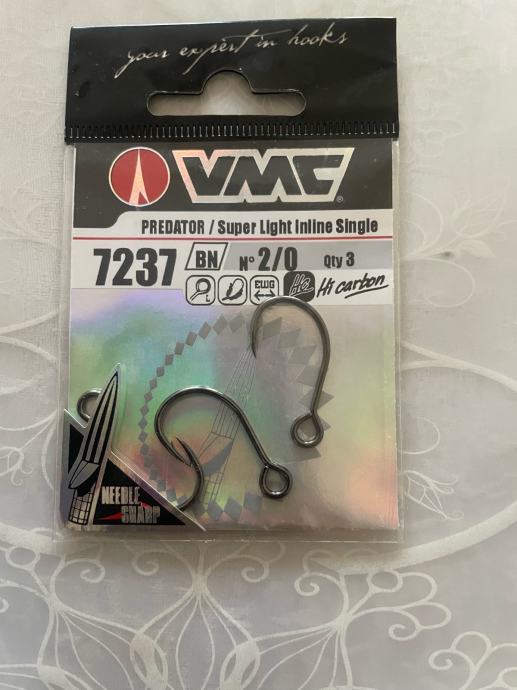 your expert in hooks
VMC®
PREDATOR / Super Light Inline Single
7237 BN N° 2/0 Qty 3
EWG Hc Hi carbon
NEEDLE
SHARP